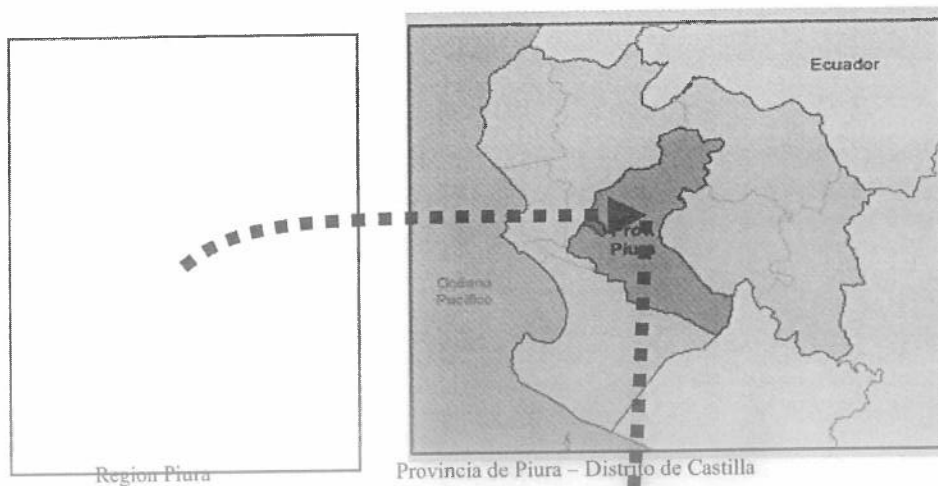 Ecuador
Prov.
Piura
Océano
Pacífico
Region Piura
Provincia de Piura – Distrito de Castilla